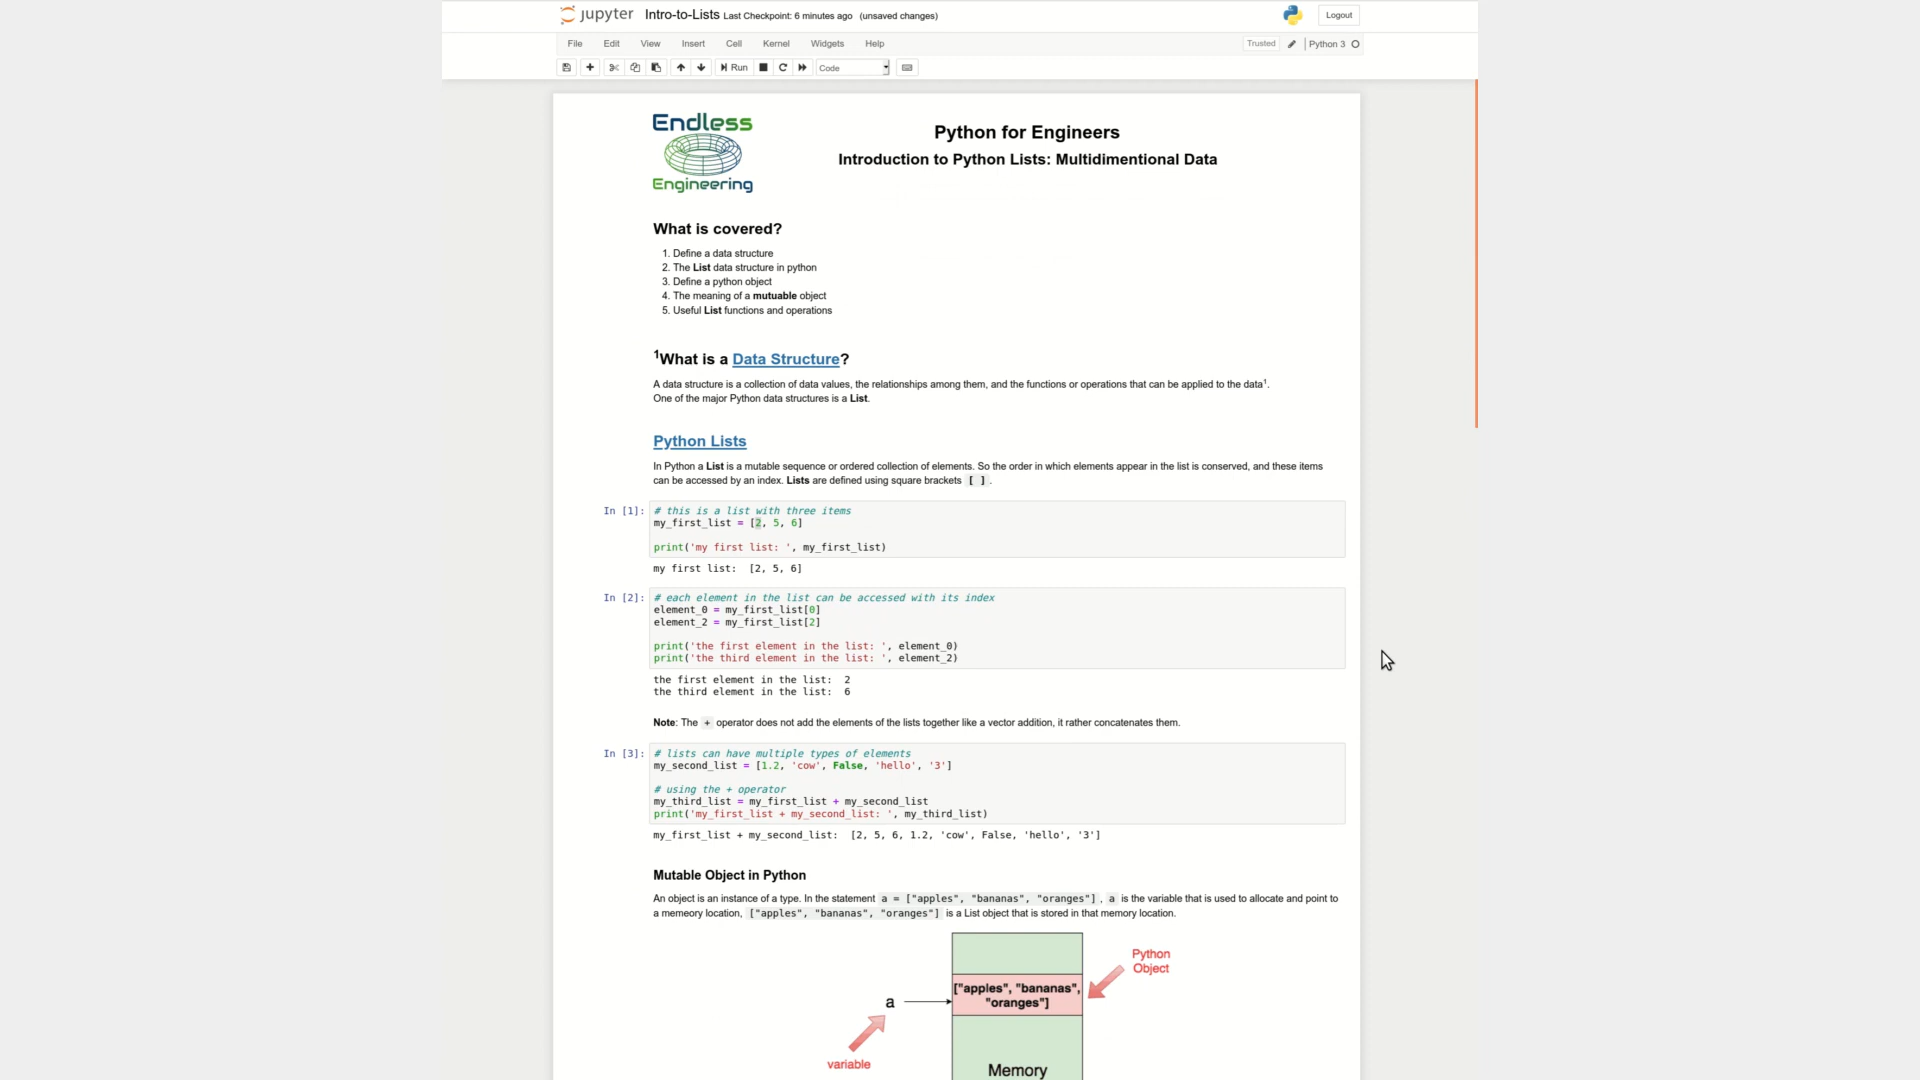 jupyter Intro-to-Lists Last Checkpoint: 6 minutes ago (unsaved changes) Logout
File Edit View Insert Cell Kernel Widgets Help Trusted Python 3
Run Code
Endless
Engineering
Python for Engineers
Introduction to Python Lists: Multidimentional Data
What is covered?
1. Define a data structure
2. The List data structure in python
3. Define a python object
4. The meaning of a mutuable object
5. Useful List functions and operations
1What is a Data Structure?
A data structure is a collection of data values, the relationships among them, and the functions or operations that can be applied to the data1.
One of the major Python data structures is a List.
Python Lists
In Python a List is a mutable sequence or ordered collection of elements. So the order in which elements appear in the list is conserved, and these items
can be accessed by an index. Lists are defined using square brackets [ ] .
In [1]: # this is a list with three items
my_first_list = [2, 5, 6]
print('my first list: ', my_first_list)
my first list:  [2, 5, 6]
In [2]: # each element in the list can be accessed with its index
element_0 = my_first_list[0]
element_2 = my_first_list[2]
print('the first element in the list: ', element_0)
print('the third element in the list: ', element_2)
the first element in the list:  2
the third element in the list:  6
Note: The + operator does not add the elements of the lists together like a vector addition, it rather concatenates them.
In [3]: # lists can have multiple types of elements
my_second_list = [1.2, 'cow', False, 'hello', '3']
# using the + operator
my_third_list = my_first_list + my_second_list
print('my_first_list + my_second_list: ', my_third_list)
my_first_list + my_second_list:  [2, 5, 6, 1.2, 'cow', False, 'hello', '3']
Mutable Object in Python
An object is an instance of a type. In the statement a = ["apples", "bananas", "oranges"] , a is the variable that is used to allocate and point to
a memeory location, ["apples", "bananas", "oranges"] is a List object that is stored in that memory location.
Python
Object
["apples", "bananas",
"oranges"]
a
variable
Memory